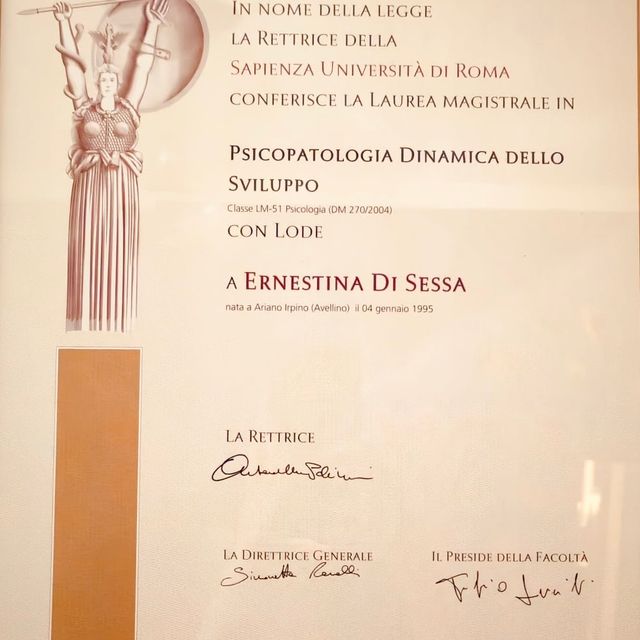 In nome della legge
la Rettrice della
Sapienza Università di Roma
conferisce la Laurea magistrale in
Psicopatologia Dinamica dello
Sviluppo
Classe LM-51 Psicologia (DM 270/2004)
con Lode
a Ernestina Di Sessa
nata a Ariano Irpino (Avellino) il 04 gennaio 1995
La Rettrice
La Direttrice Generale
Il Preside della Facoltà
Simonetta Ranalli